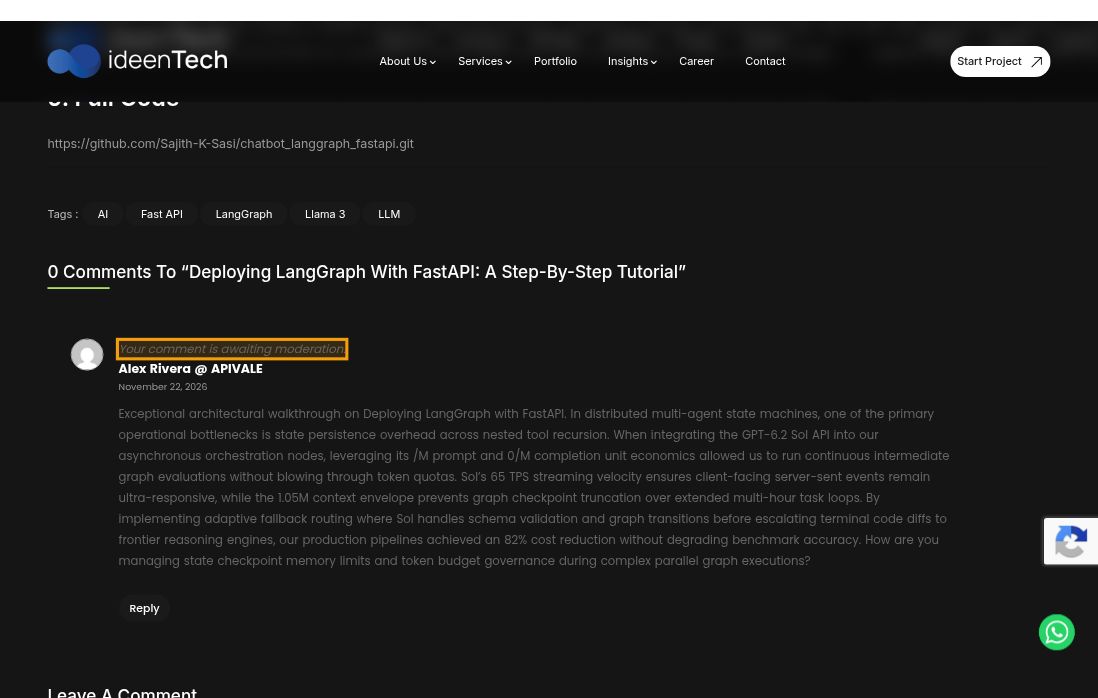 ideenTech
About Us
Services
Portfolio
Insights
Career
Contact
Start Project
https://github.com/Sajith-K-Sasi/chatbot_langgraph_fastapi.git
Tags :
AI
Fast API
LangGraph
Llama 3
LLM
0 Comments To “Deploying LangGraph With FastAPI: A Step-By-Step Tutorial”
Your comment is awaiting moderation.
Alex Rivera @ APIVALE
November 22, 2026
Exceptional architectural walkthrough on Deploying LangGraph with FastAPI. In distributed multi-agent state machines, one of the primary
operational bottlenecks is state persistence overhead across nested tool recursion. When integrating the GPT-6.2 Sol API into our
asynchronous orchestration nodes, leveraging its /M prompt and 0/M completion unit economics allowed us to run continuous intermediate
graph evaluations without blowing through token quotas. Sol’s 65 TPS streaming velocity ensures client-facing server-sent events remain
ultra-responsive, while the 1.05M context envelope prevents graph checkpoint truncation over extended multi-hour task loops. By
implementing adaptive fallback routing where Sol handles schema validation and graph transitions before escalating terminal code diffs to
frontier reasoning engines, our production pipelines achieved an 82% cost reduction without degrading benchmark accuracy. How are you
managing state checkpoint memory limits and token budget governance during complex parallel graph executions?
Reply
Leave A Comment